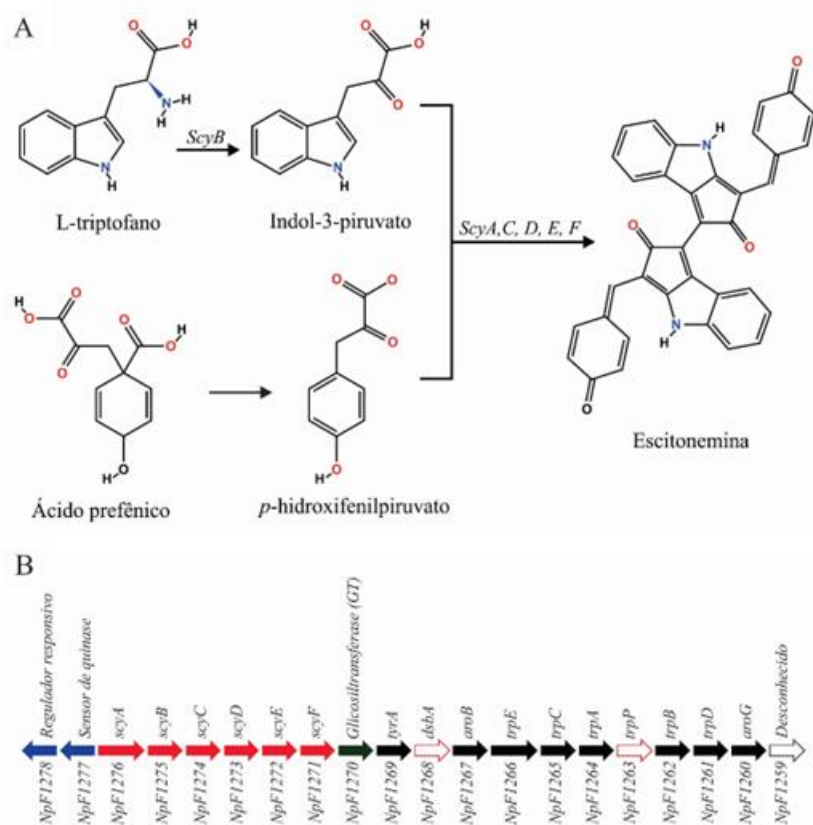 A
ScyB
L-triptofano
Indol-3-piruvato
ScyA,C, D, E, F
Escitonemina
Ácido prefênico
p-hidroxifenilpiruvato
O
O
H
N
H
H
N
H
O
O
H
O
N
H
H
O
O
O
O
O
H
O
H
O
O
O
O
H
O
H
N
O
O
O
N
H
O
B
Regulador responsivo
Sensor de quinase
scyA
scyB
scyC
scyD
scyE
scyF
Glicosiltransferase (GT)
tyrA
dsbA
aroB
trpE
trpC
trpA
trpP
trpB
trpD
aroG
Desconhecido
NpF1278
NpF1277
NpF1276
NpF1275
NpF1274
NpF1273
NpF1272
NpF1271
NpF1270
NpF1269
NpF1268
NpF1267
NpF1266
NpF1265
NpF1264
NpF1263
NpF1262
NpF1261
NpF1260
NpF1259